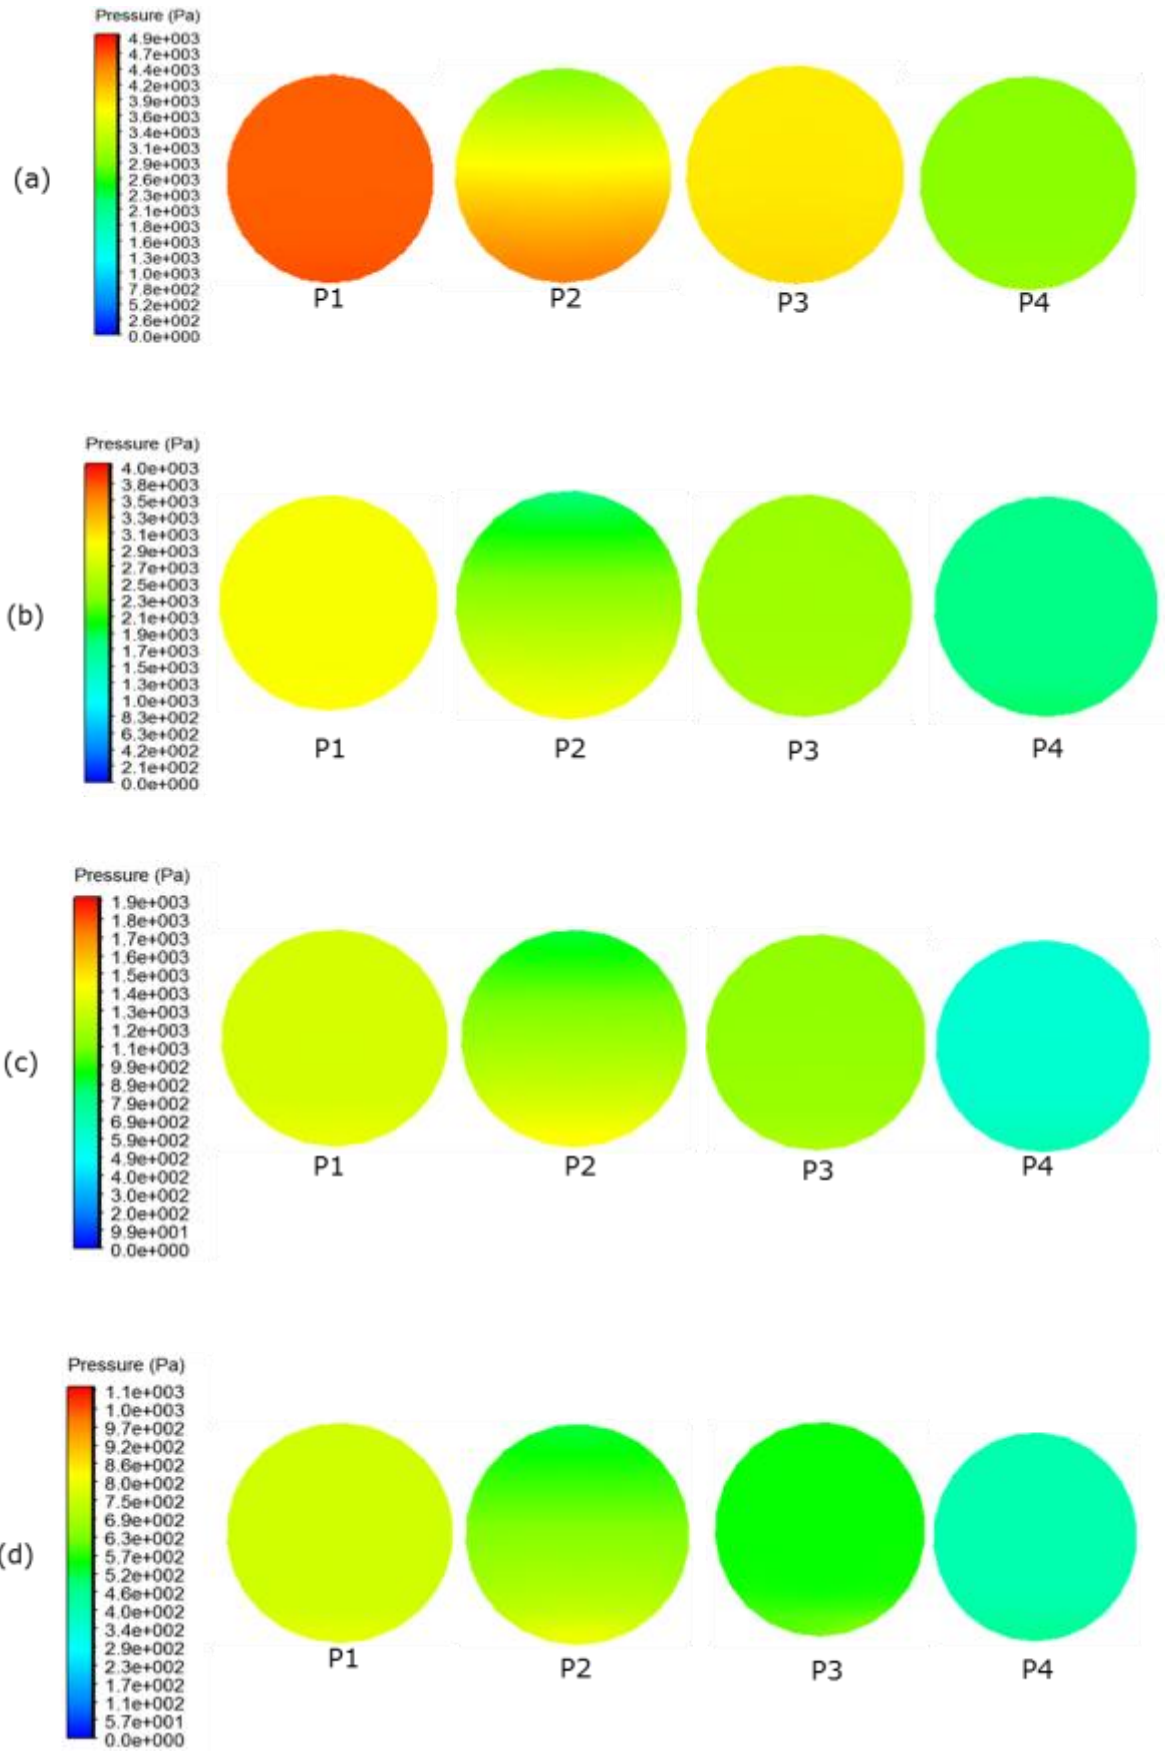 Pressure (Pa)
4.9e+003
4.7e+003
4.4e+003
4.2e+003
3.9e+003
3.6e+003
3.4e+003
3.1e+003
2.9e+003
2.6e+003
2.3e+003
2.1e+003
1.8e+003
1.6e+003
1.3e+003
1.0e+003
7.8e+002
5.2e+002
2.6e+002
0.0e+000
(a)
P1 P2 P3 P4
Pressure (Pa)
4.0e+003
3.8e+003
3.5e+003
3.3e+003
3.1e+003
2.9e+003
2.7e+003
2.5e+003
2.3e+003
2.1e+003
1.9e+003
1.7e+003
1.5e+003
1.3e+003
1.0e+003
8.3e+002
6.3e+002
4.2e+002
2.1e+002
0.0e+000
(b)
P1 P2 P3 P4
Pressure (Pa)
1.9e+003
1.8e+003
1.7e+003
1.6e+003
1.5e+003
1.4e+003
1.3e+003
1.2e+003
1.1e+003
9.9e+002
8.9e+002
7.9e+002
6.9e+002
5.9e+002
4.9e+002
4.0e+002
3.0e+002
2.0e+002
9.9e+001
0.0e+000
(c)
P1 P2 P3 P4
Pressure (Pa)
1.1e+003
1.0e+003
9.7e+002
9.2e+002
8.6e+002
8.0e+002
7.5e+002
6.9e+002
6.3e+002
5.7e+002
5.2e+002
4.6e+002
4.0e+002
3.4e+002
2.9e+002
2.3e+002
1.7e+002
1.1e+002
5.7e+001
0.0e+000
(d)
P1 P2 P3 P4